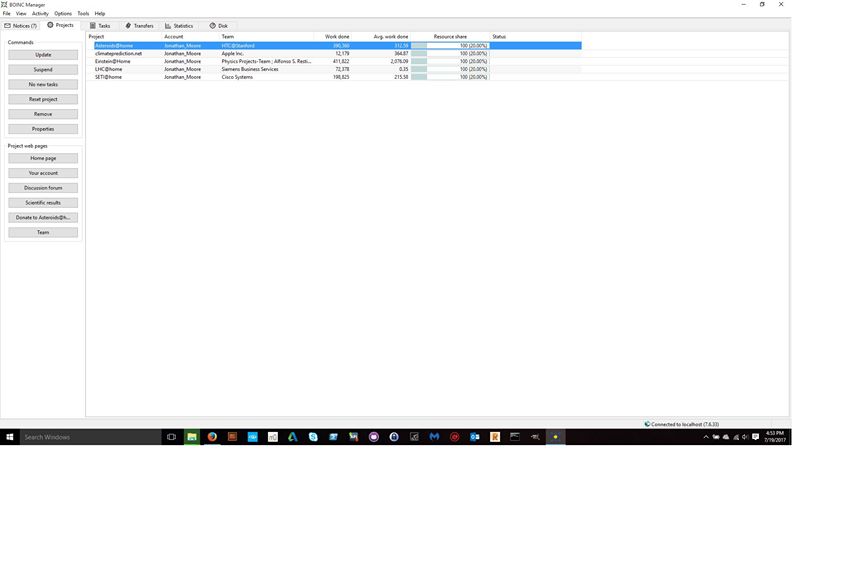 BOINC Manager
File View Activity Options Tools Help
Notices (7) Projects Tasks Transfers Statistics Disk
Commands
Update
Suspend
No new tasks
Reset project
Remove
Properties
Project web pages
Home page
Your account
Discussion forum
Scientific results
Donate to Asteroids@h...
Team
Project Account Team Work done Avg. work done Resource share Status
Asteroids@home Jonathan_Moore HTC@Stanford 390,360 312.56 100 (20.00%)
climateprediction.net Jonathan_Moore Apple Inc. 12,179 364.87 100 (20.00%)
Einstein@Home Jonathan_Moore Physics Projects-Team ; Alfonso S. Resti... 411,822 2,076.09 100 (20.00%)
LHC@home Jonathan_Moore Siemens Business Services 72,378 0.35 100 (20.00%)
SETI@home Jonathan_Moore Cisco Systems 198,825 215.58 100 (20.00%)
Connected to localhost (7.6.33)
Search Windows
4:53 PM
7/19/2017